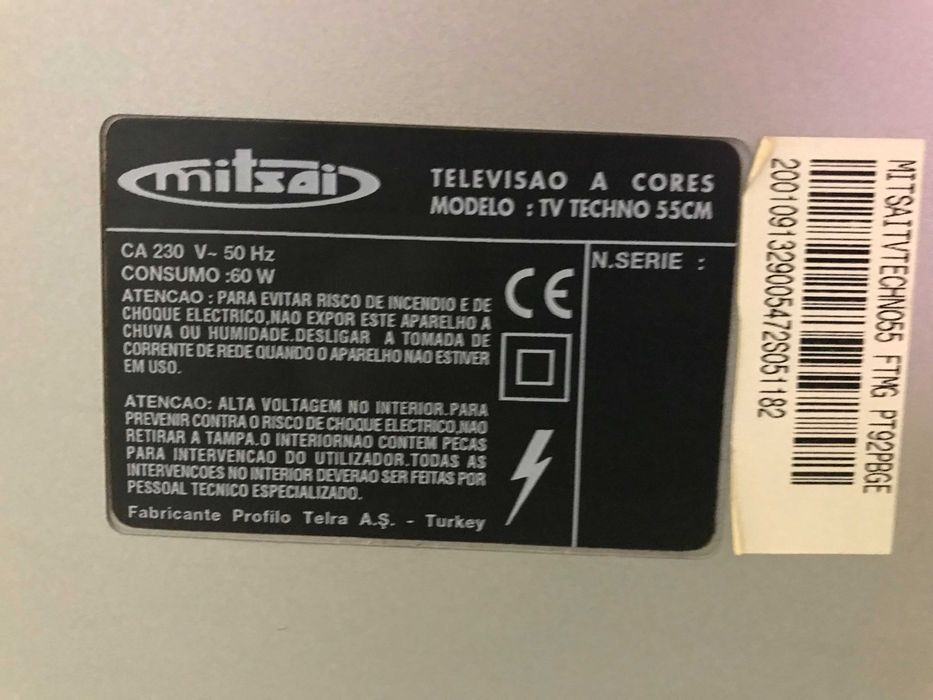 mitsai
TELEVISAO A CORES
MODELO : TV TECHNO 55CM
CA 230 V~ 50 Hz
CONSUMO :60 W
ATENCAO : PARA EVITAR RISCO DE INCENDIO E DE
CHOQUE ELECTRICO,NAO EXPOR ESTE APARELHO A
CHUVA OU HUMIDADE.DESLIGAR A TOMADA DE
CORRENTE DE REDE QUANDO O APARELHO NAO ESTIVER
EM USO.
ATENCAO: ALTA VOLTAGEM NO INTERIOR.PARA
PREVENIR CONTRA O RISCO DE CHOQUE ELECTRICO,NAO
RETIRAR A TAMPA.O INTERIORNAO CONTEM PECAS
PARA INTERVENCAO DO UTILIZADOR.TODAS AS
INTERVENCOES NO INTERIOR DEVERAO SER FEITAS POR
PESSOAL TECNICO ESPECIALIZADO.
Fabricante Profilo Telra A.Ş. - Turkey
CE
N.SERIE :
MITSAITVTECHNO55 FTMG PT92PBGE
2001091329005472S051182